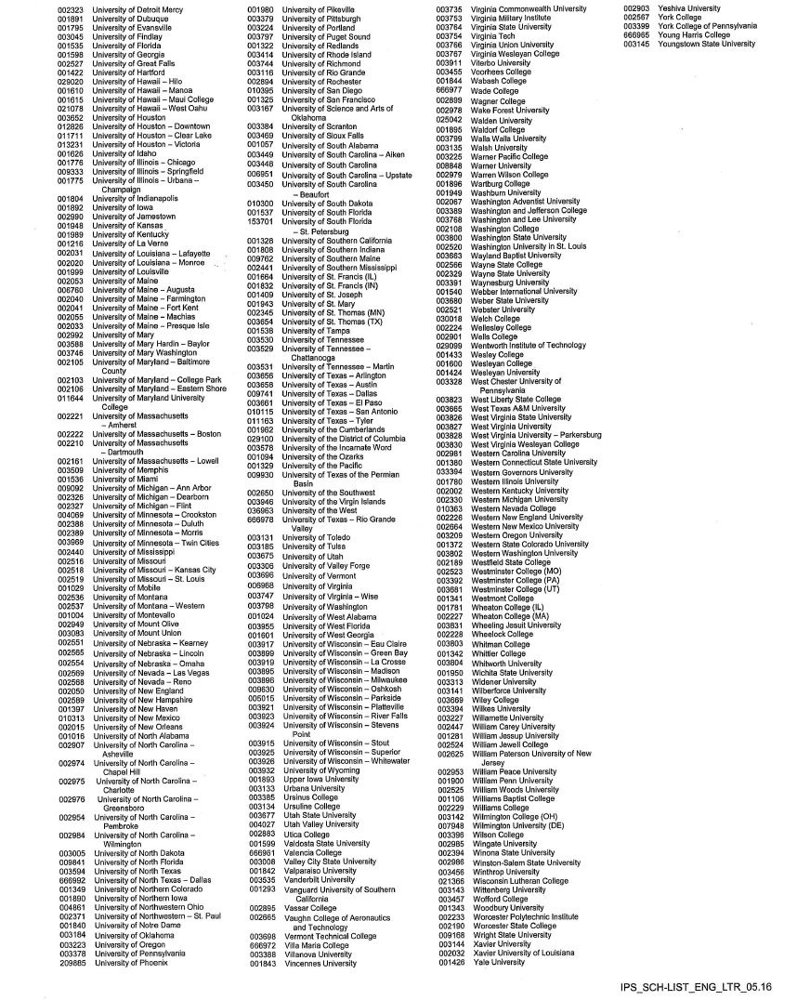 002323 University of Detroit Mercy
001891 University of Dubuque
001795 University of Evansville
003045 University of Findlay
001535 University of Florida
001598 University of Georgia
002527 University of Great Falls
001422 University of Hartford
029020 University of Hawaii – Hilo
001610 University of Hawaii – Manoa
001615 University of Hawaii – Maui College
021078 University of Hawaii – West Oahu
003652 University of Houston
012826 University of Houston – Downtown
011711 University of Houston – Clear Lake
013231 University of Houston – Victoria
001626 University of Idaho
001776 University of Illinois – Chicago
009333 University of Illinois – Springfield
001775 University of Illinois – Urbana –
Champaign
001804 University of Indianapolis
001892 University of Iowa
002990 University of Jamestown
001948 University of Kansas
001989 University of Kentucky
001216 University of La Verne
002031 University of Louisiana – Lafayette
002020 University of Louisiana – Monroe
001999 University of Louisville
002053 University of Maine
006760 University of Maine – Augusta
002040 University of Maine – Farmington
002041 University of Maine – Fort Kent
002055 University of Maine – Machias
002033 University of Maine – Presque Isle
002992 University of Mary
003588 University of Mary Hardin – Baylor
003746 University of Mary Washington
002105 University of Maryland – Baltimore
County
002103 University of Maryland – College Park
002106 University of Maryland – Eastern Shore
011644 University of Maryland University
College
002221 University of Massachusetts
– Amherst
002222 University of Massachusetts – Boston
002210 University of Massachusetts
– Dartmouth
002161 University of Massachusetts – Lowell
003509 University of Memphis
001536 University of Miami
009092 University of Michigan – Ann Arbor
002326 University of Michigan – Dearborn
002327 University of Michigan – Flint
004069 University of Minnesota – Crookston
002388 University of Minnesota – Duluth
002389 University of Minnesota – Morris
003969 University of Minnesota – Twin Cities
002440 University of Mississippi
002516 University of Missouri
002518 University of Missouri – Kansas City
002519 University of Missouri – St. Louis
001029 University of Mobile
002536 University of Montana
002537 University of Montana – Western
001004 University of Montevallo
002949 University of Mount Olive
003083 University of Mount Union
002551 University of Nebraska – Kearney
002565 University of Nebraska – Lincoln
002554 University of Nebraska – Omaha
002569 University of Nevada – Las Vegas
002568 University of Nevada – Reno
002050 University of New England
002589 University of New Hampshire
001397 University of New Haven
010313 University of New Mexico
002015 University of New Orleans
001016 University of North Alabama
002907 University of North Carolina –
Asheville
002974 University of North Carolina –
Chapel Hill
002975 University of North Carolina –
Charlotte
002976 University of North Carolina –
Greensboro
002954 University of North Carolina –
Pembroke
002984 University of North Carolina –
Wilmington
003005 University of North Dakota
009841 University of North Florida
003594 University of North Texas
666992 University of North Texas – Dallas
001349 University of Northern Colorado
001890 University of Northern Iowa
004861 University of Northwestern Ohio
002371 University of Northwestern – St. Paul
001840 University of Notre Dame
003184 University of Oklahoma
003223 University of Oregon
003378 University of Pennsylvania
209885 University of Phoenix
001980 University of Pikeville
003379 University of Pittsburgh
003224 University of Portland
003797 University of Puget Sound
001322 University of Redlands
003414 University of Rhode Island
003744 University of Richmond
003116 University of Rio Grande
002894 University of Rochester
010395 University of San Diego
001325 University of San Francisco
003167 University of Science and Arts of
Oklahoma
003384 University of Scranton
003469 University of Sioux Falls
001057 University of South Alabama
003449 University of South Carolina – Aiken
003448 University of South Carolina
006951 University of South Carolina – Upstate
003450 University of South Carolina
– Beaufort
010300 University of South Dakota
001537 University of South Florida
153701 University of South Florida
– St. Petersburg
001328 University of Southern California
001808 University of Southern Indiana
009762 University of Southern Maine
002441 University of Southern Mississippi
001664 University of St. Francis (IL)
001832 University of St. Francis (IN)
001409 University of St. Joseph
001943 University of St. Mary
002345 University of St. Thomas (MN)
003654 University of St. Thomas (TX)
001538 University of Tampa
003530 University of Tennessee
003529 University of Tennessee –
Chattanooga
003531 University of Tennessee – Martin
003656 University of Texas – Arlington
003658 University of Texas – Austin
009741 University of Texas – Dallas
003661 University of Texas – El Paso
010115 University of Texas – San Antonio
011163 University of Texas – Tyler
001962 University of the Cumberlands
029100 University of the District of Columbia
003578 University of the Incarnate Word
001094 University of the Ozarks
001329 University of the Pacific
009930 University of Texas of the Permian
Basin
002650 University of the Southwest
003946 University of the Virgin Islands
036963 University of the West
666978 University of Texas – Rio Grande
Valley
003131 University of Toledo
003185 University of Tulsa
003675 University of Utah
003306 University of Valley Forge
003696 University of Vermont
006968 University of Virginia
003747 University of Virginia – Wise
003798 University of Washington
001024 University of West Alabama
003955 University of West Florida
001601 University of West Georgia
003917 University of Wisconsin – Eau Claire
003899 University of Wisconsin – Green Bay
003919 University of Wisconsin – La Crosse
003895 University of Wisconsin – Madison
003896 University of Wisconsin – Milwaukee
009630 University of Wisconsin – Oshkosh
005015 University of Wisconsin – Parkside
003921 University of Wisconsin – Platteville
003923 University of Wisconsin – River Falls
003924 University of Wisconsin – Stevens
Point
003915 University of Wisconsin – Stout
003925 University of Wisconsin – Superior
003926 University of Wisconsin – Whitewater
003932 University of Wyoming
001893 Upper Iowa University
003133 Urbana University
003385 Ursinus College
003134 Ursuline College
003677 Utah State University
004027 Utah Valley University
002883 Utica College
001599 Valdosta State University
666961 Valencia College
003008 Valley City State University
001842 Valparaiso University
003535 Vanderbilt University
001293 Vanguard University of Southern
California
002895 Vassar College
002665 Vaughn College of Aeronautics
and Technology
003698 Vermont Technical College
666972 Villa Maria College
003388 Villanova University
001843 Vincennes University
003735 Virginia Commonwealth University
003753 Virginia Military Institute
003764 Virginia State University
003754 Virginia Tech
003766 Virginia Union University
003767 Virginia Wesleyan College
003911 Viterbo University
003455 Voorhees College
001844 Wabash College
666977 Wade College
002899 Wagner College
002978 Wake Forest University
025042 Walden University
001895 Waldorf College
003799 Walla Walla University
003135 Walsh University
003225 Warner Pacific College
008848 Warner University
002979 Warren Wilson College
001896 Wartburg College
001949 Washburn University
002067 Washington Adventist University
003389 Washington and Jefferson College
003768 Washington and Lee University
002108 Washington College
003800 Washington State University
002520 Washington University in St. Louis
003663 Wayland Baptist University
002566 Wayne State College
002329 Wayne State University
003391 Waynesburg University
001540 Webber International University
003680 Weber State University
002521 Webster University
030018 Welch College
002224 Wellesley College
002901 Wells College
029099 Wentworth Institute of Technology
001433 Wesley College
001600 Wesleyan College
001424 Wesleyan University
003328 West Chester University of
Pennsylvania
003823 West Liberty State College
003665 West Texas A&M University
003826 West Virginia State University
003827 West Virginia University
003828 West Virginia University – Parkersburg
003830 West Virginia Wesleyan College
002981 Western Carolina University
001380 Western Connecticut State University
033394 Western Governors University
001780 Western Illinois University
002002 Western Kentucky University
002330 Western Michigan University
010363 Western Nevada College
002226 Western New England University
002664 Western New Mexico University
003209 Western Oregon University
001372 Western State Colorado University
003802 Western Washington University
002189 Westfield State College
002523 Westminster College (MO)
003392 Westminster College (PA)
003681 Westminster College (UT)
001341 Westmont College
001781 Wheaton College (IL)
002227 Wheaton College (MA)
003831 Wheeling Jesuit University
002228 Wheelock College
003803 Whitman College
001342 Whittier College
003804 Whitworth University
001950 Wichita State University
003313 Widener University
003141 Wilberforce University
003669 Wiley College
003394 Wilkes University
003227 Willamette University
002447 William Carey University
001281 William Jessup University
002524 William Jewell College
002625 William Paterson University of New
Jersey
002953 William Peace University
001900 William Penn University
002525 William Woods University
001106 Williams Baptist College
002229 Williams College
003142 Wilmington College (OH)
007948 Wilmington University (DE)
003396 Wilson College
002985 Wingate University
002394 Winona State University
002986 Winston-Salem State University
003456 Winthrop University
021366 Wisconsin Lutheran College
003143 Wittenberg University
003457 Wofford College
001343 Woodbury University
002233 Worcester Polytechnic Institute
002190 Worcester State College
009168 Wright State University
003144 Xavier University
002032 Xavier University of Louisiana
001426 Yale University
002903 Yeshiva University
002567 York College
003399 York College of Pennsylvania
666965 Young Harris College
003145 Youngstown State University
IPS_SCH-LIST_ENG_LTR_05.16